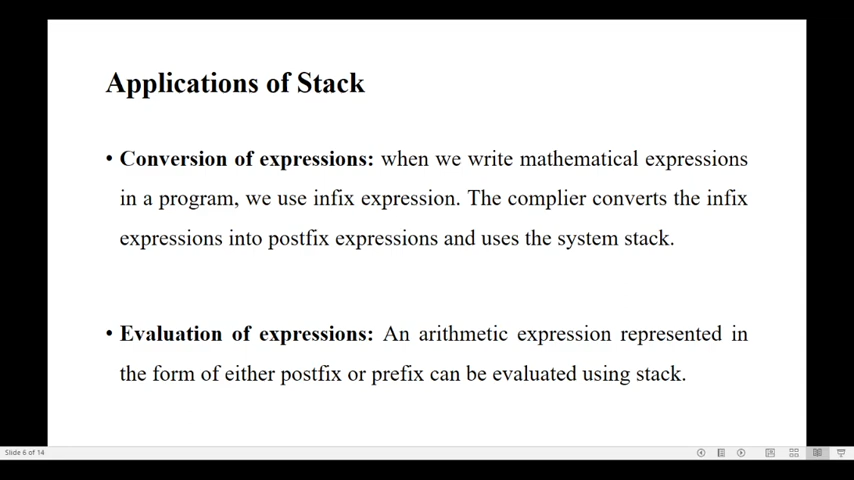 Applications of Stack
• Conversion of expressions: when we write mathematical expressions
in a program, we use infix expression. The complier converts the infix
expressions into postfix expressions and uses the system stack.
• Evaluation of expressions: An arithmetic expression represented in
the form of either postfix or prefix can be evaluated using stack.
Slide 6 of 14